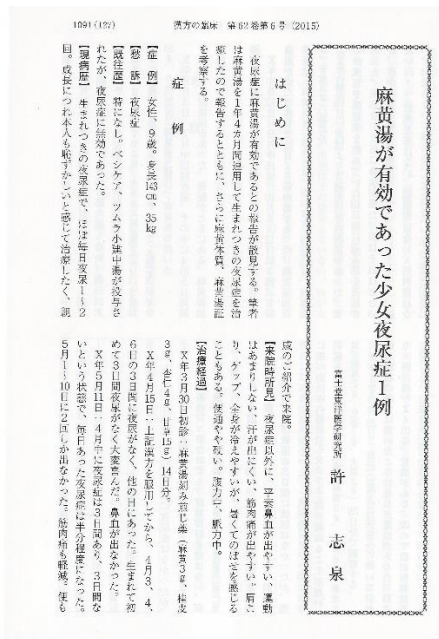 1091 (127)
漢方の臨床 第62巻第6号 (2015)
麻黄湯が有効であった少女夜尿症1例
富士堂東洋医学研究所 許 志 泉
はじめに
夜尿症に麻黄湯が有効であるとの報告が散見する。筆者
は麻黄湯を1年4カ月間運用して生まれつきの夜尿症を治
療したので報告するとともに、さらに麻黄体質、麻黄湯証
を考察する。
症 例
【症 例】 女性、9歳。身長143cm、35kg
【愁 訴】 夜尿症
【既往歴】 特になし。ベシケア、ツムラ小建中湯が投与さ
れたが、夜尿症に無効であった。
【現病歴】 生まれつきの夜尿症で、ほぼ毎日夜尿1〜2
回。成長につれ本人も恥ずかしいと感じて治療したく、親
戚のご紹介で来院。
【来院時所見】 夜尿症以外に、平素鼻血が出やすい、運動
はあまりしない、汗が出にくい、筋肉痛が出やすい、肩こ
り、ゲップ、全身が冷えやすいが、暑くてのぼせを感じる
こともある。便通やや硬い。腹力中、脈力中。
【治療経過】
X年3月30日初診:麻黄湯刻み煎じ薬(麻黄3g、桂皮
3g、杏仁4g、甘草1.5g)14日分。
X年4月15日:上記漢方を服用してから、4月3、4、
6日の3日間に夜尿がなく、他の日にあった。生まれて初
めて3日間夜尿がなく大変喜んだ。鼻血が出なかった。
X年5月11日:4月中に夜尿症は3日間あり、3日間な
いという状態で、毎日あった夜尿症は半分程度になった。
5月1〜10日に2回しか出なかった。筋肉痛も軽減。便も